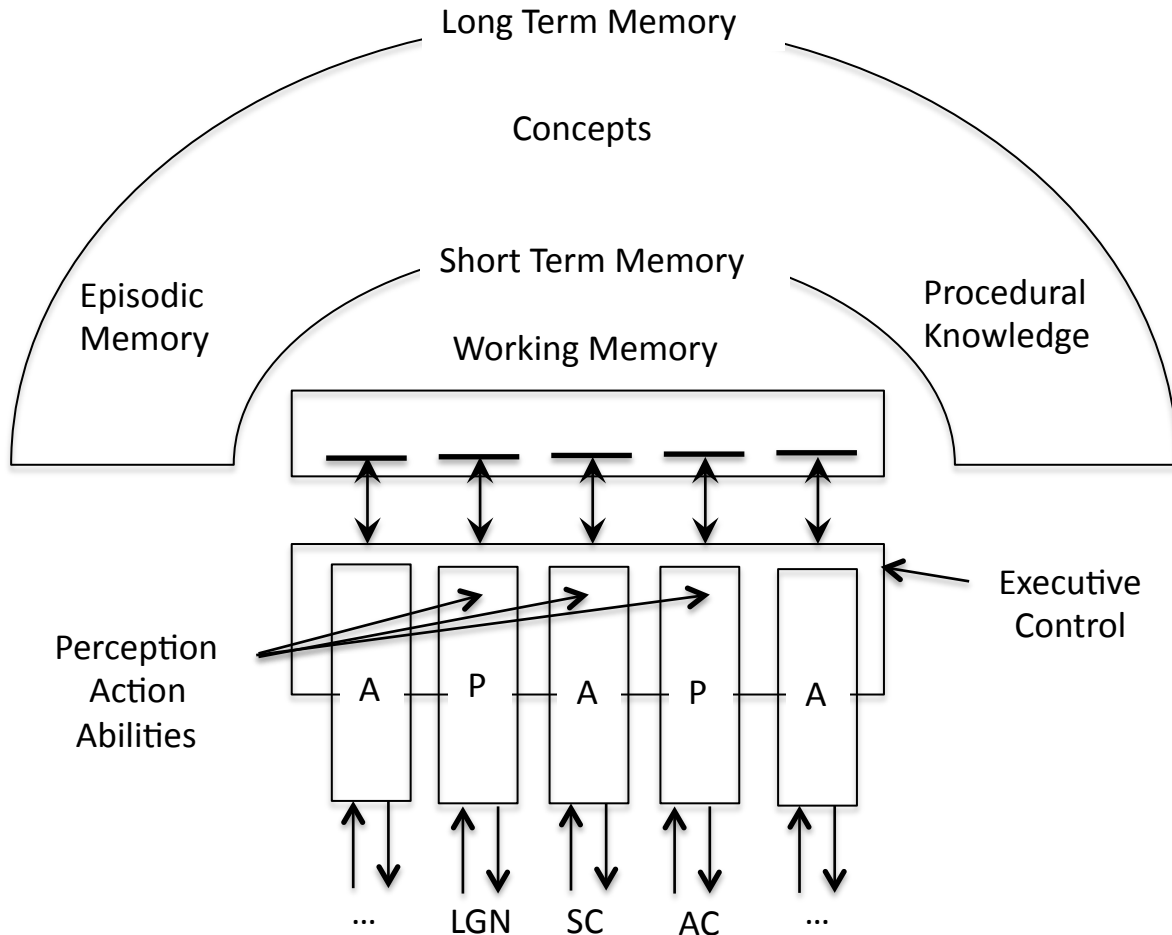 Long Term Memory
Concepts
Short Term Memory
Episodic
Memory
Procedural
Knowledge
Working Memory
Executive
Control
Perception
Action
Abilities
A
P
A
P
A
...
LGN
SC
AC
...